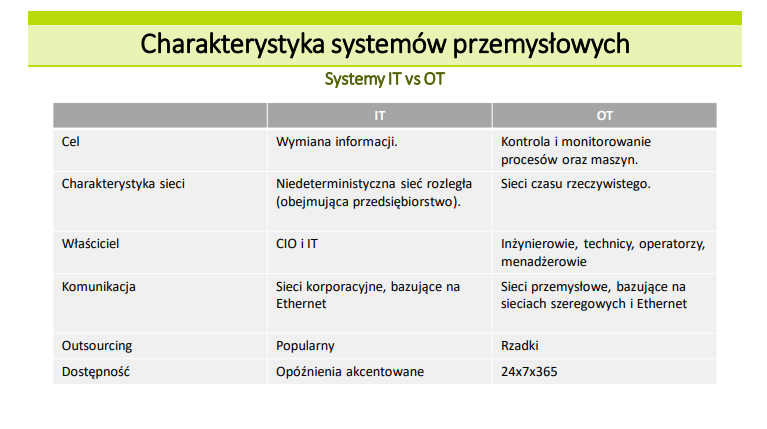 Charakterystyka systemów przemysłowych
Systemy IT vs OT
IT OT
Cel Wymiana informacji. Kontrola i monitorowanie
procesów oraz maszyn.
Charakterystyka sieci Niedeterministyczna sieć rozległa Sieci czasu rzeczywistego.
(obejmująca przedsiębiorstwo).
Właściciel CIO i IT Inżynierowie, technicy, operatorzy,
menadżerowie
Komunikacja Sieci korporacyjne, bazujące na Sieci przemysłowe, bazujące na
Ethernet sieciach szeregowych i Ethernet
Outsourcing Popularny Rzadki
Dostępność Opóźnienia akcentowane 24x7x365